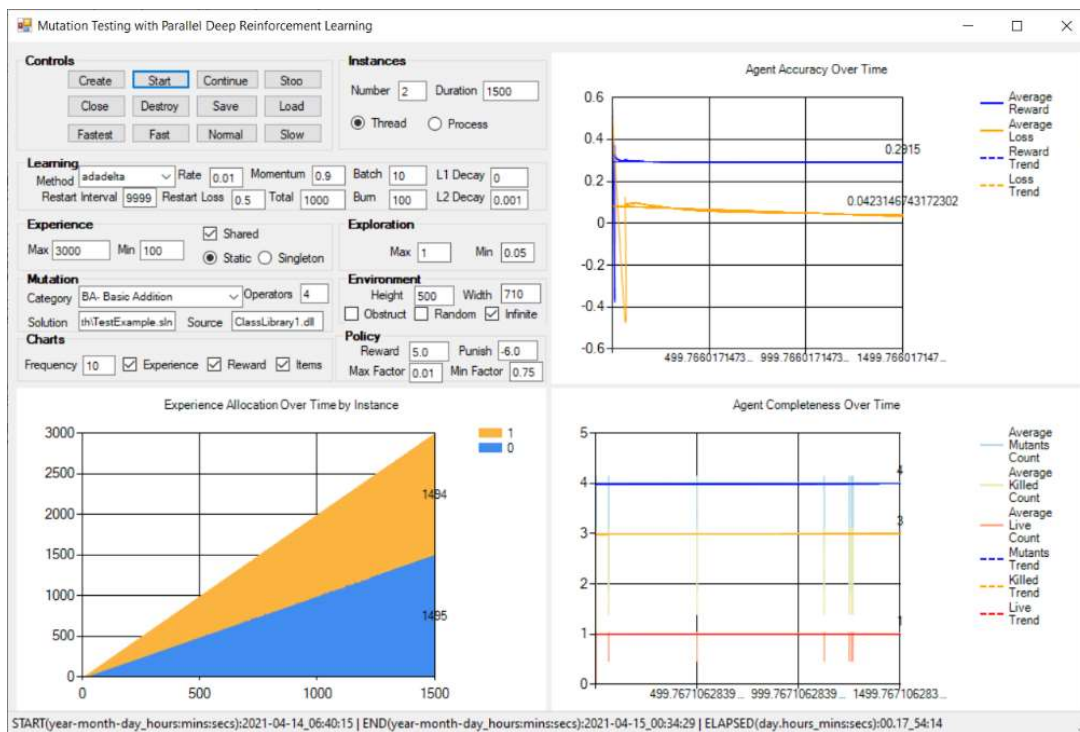 Mutation Testing with Parallel Deep Reinforcement Learning
Controls
Create Start Continue Stop
Close Destroy Save Load
Fastest Fast Normal Slow
Instances
Number 2 Duration 1500
Thread Process
Learning
Method adadelta Rate 0.01 Momentum 0.9 Batch 10 L1 Decay 0
Restart Interval 9999 Restart Loss 0.5 Total 1000 Burn 100 L2 Decay 0.001
Experience
Shared
Max 3000 Min 100
Static Singleton
Exploration
Max 1 Min 0.05
Mutation
Category BA- Basic Addition Operators 4
Solution th\TestExample.sln Source ClassLibrary1.dll
Environment
Height 500 Width 710
Obstruct Random Infinite
Charts
Frequency 10 Experience Reward Items
Policy
Reward 5.0 Punish -6.0
Max Factor 0.01 Min Factor 0.75
Agent Accuracy Over Time
0.6
0.4
0.2
0
-0.2
-0.4
-0.6
0.2915
0.0423146743172302
499.7660171473...
999.7660171473...
1499.766017147...
Average
Reward
Average
Loss
Reward
Trend
Loss
Trend
Experience Allocation Over Time by Instance
3000
2500
2000
1500
1000
500
0
0 500 1000 1500
1494
1495
1
0
Agent Completeness Over Time
5
4
3
2
1
0
4
3
1
499.7671062839...
999.7671062839...
1499.767106283...
Average
Mutants
Count
Average
Killed
Count
Average
Live
Count
Mutants
Trend
Killed
Trend
Live
Trend
START(year-month-day_hours:mins:secs):2021-04-14_06:40:15 | END(year-month-day_hours:mins:secs):2021-04-15_00:34:29 | ELAPSED(day.hours_mins:secs):00.17_54:14